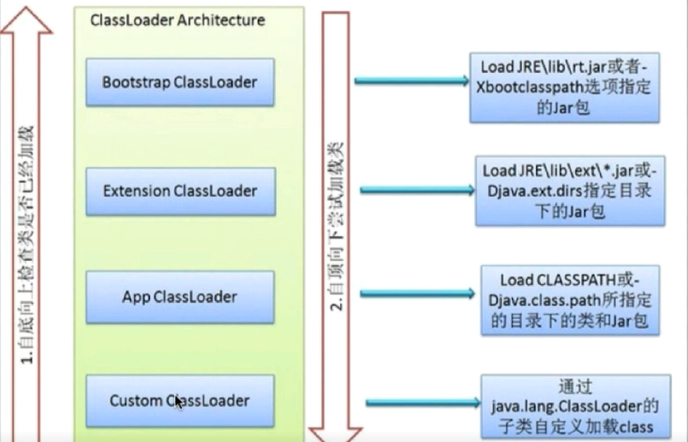 ClassLoader Architecture
1.自底向上检查类是否已经加载
2.自顶向下尝试加载类
Bootstrap ClassLoader
Load JRE\lib\rt.jar或者-
Xbootclasspath选项指定
的Jar包
Extension ClassLoader
Load JRE\lib\ext\*.jar或-
Djava.ext.dirs指定目录
下的Jar包
App ClassLoader
Load CLASSPATH或-
Djava.class.path所指定
的目录下的类和Jar包
Custom ClassLoader
通过
java.lang.ClassLoader的
子类自定义加载class